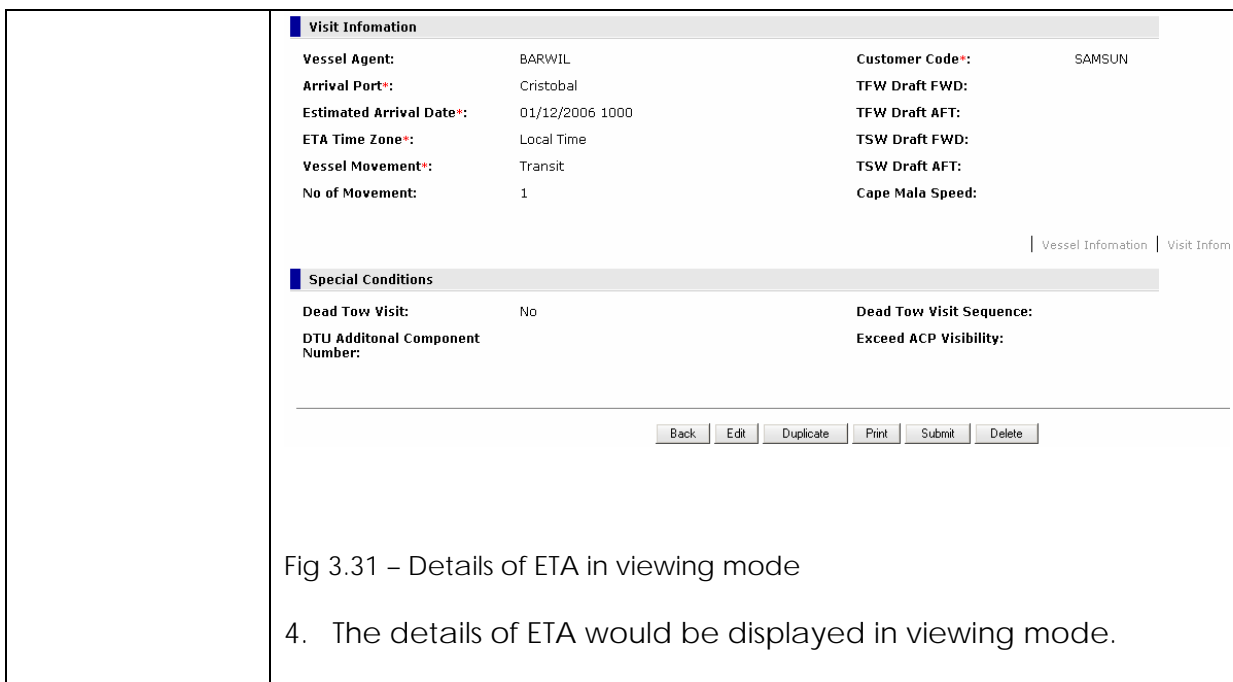 Visit Infomation
Vessel Agent: BARWIL Customer Code*: SAMSUN
Arrival Port*: Cristobal TFW Draft FWD:
Estimated Arrival Date*: 01/12/2006 1000 TFW Draft AFT:
ETA Time Zone*: Local Time TSW Draft FWD:
Vessel Movement*: Transit TSW Draft AFT:
No of Movement: 1 Cape Mala Speed:
| Vessel Infomation | Visit Infom
Special Conditions
Dead Tow Visit: No Dead Tow Visit Sequence:
DTU Additonal Component Exceed ACP Visibility:
Number:
Back Edit Duplicate Print Submit Delete
Fig 3.31 – Details of ETA in viewing mode
4. The details of ETA would be displayed in viewing mode.